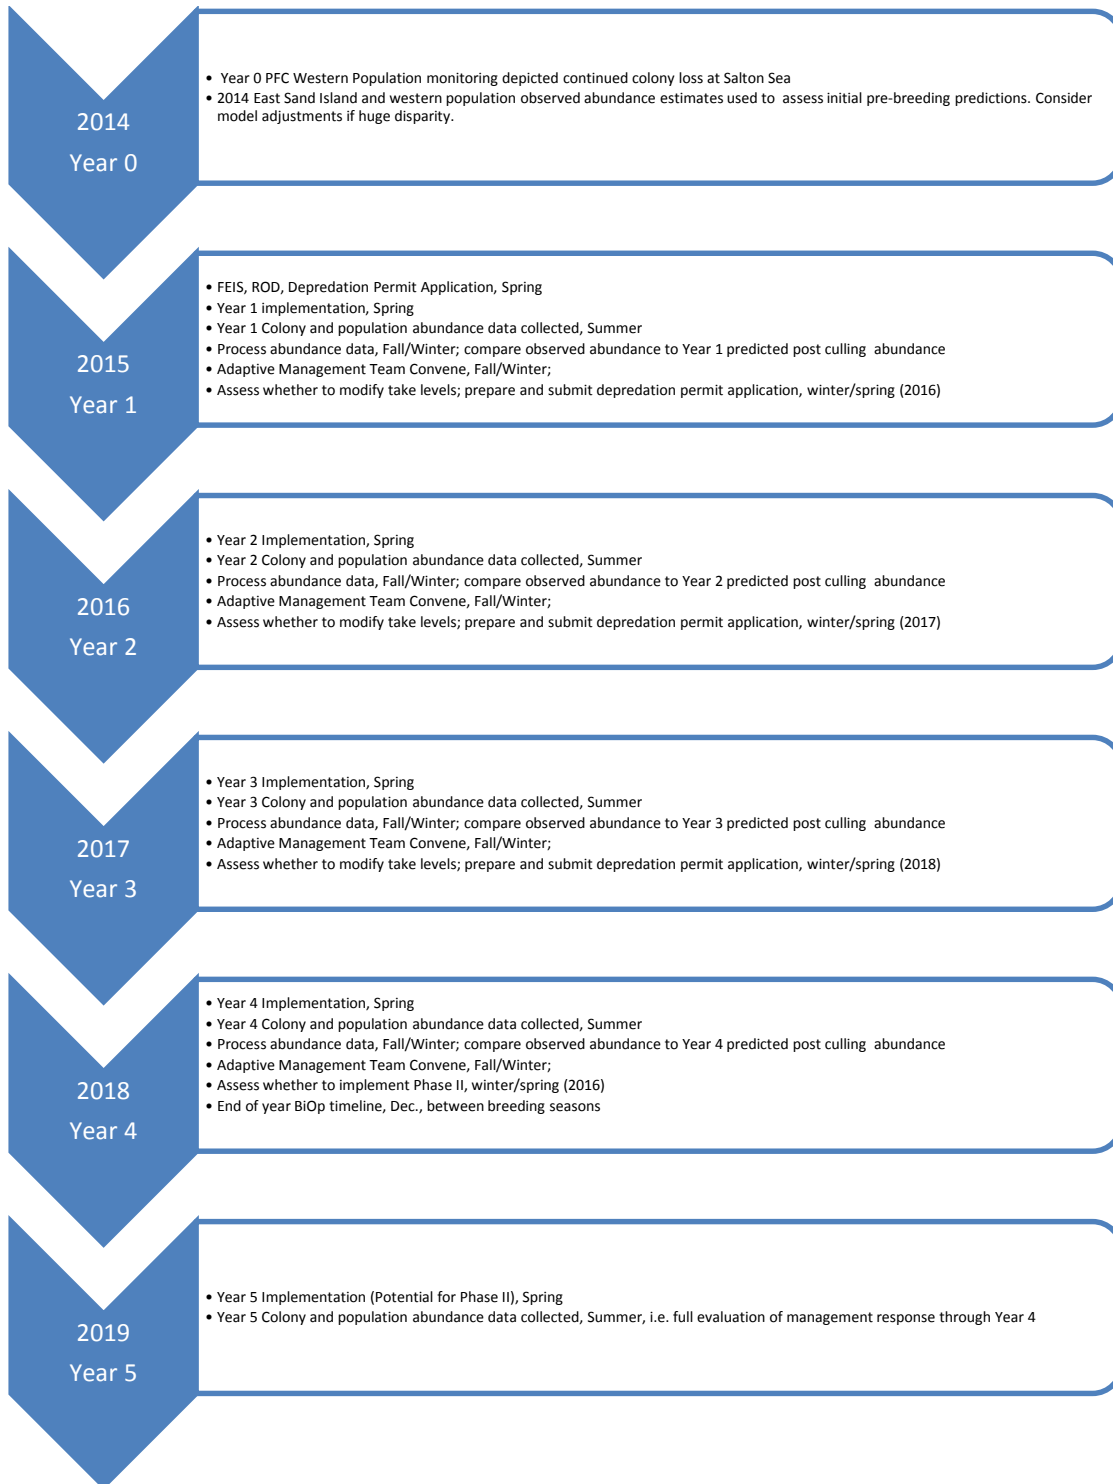 2014
Year 0
• Year 0 PFC Western Population monitoring depicted continued colony loss at Salton Sea
• 2014 East Sand Island and western population observed abundance estimates used to assess initial pre-breeding predictions. Consider
model adjustments if huge disparity.
2015
Year 1
• FEIS, ROD, Depredation Permit Application, Spring
• Year 1 implementation, Spring
• Year 1 Colony and population abundance data collected, Summer
• Process abundance data, Fall/Winter; compare observed abundance to Year 1 predicted post culling abundance
• Adaptive Management Team Convene, Fall/Winter;
• Assess whether to modify take levels; prepare and submit depredation permit application, winter/spring (2016)
2016
Year 2
• Year 2 Implementation, Spring
• Year 2 Colony and population abundance data collected, Summer
• Process abundance data, Fall/Winter; compare observed abundance to Year 2 predicted post culling abundance
• Adaptive Management Team Convene, Fall/Winter;
• Assess whether to modify take levels; prepare and submit depredation permit application, winter/spring (2017)
2017
Year 3
• Year 3 Implementation, Spring
• Year 3 Colony and population abundance data collected, Summer
• Process abundance data, Fall/Winter; compare observed abundance to Year 3 predicted post culling abundance
• Adaptive Management Team Convene, Fall/Winter;
• Assess whether to modify take levels; prepare and submit depredation permit application, winter/spring (2018)
2018
Year 4
• Year 4 Implementation, Spring
• Year 4 Colony and population abundance data collected, Summer
• Process abundance data, Fall/Winter; compare observed abundance to Year 4 predicted post culling abundance
• Adaptive Management Team Convene, Fall/Winter;
• Assess whether to implement Phase II, winter/spring (2016)
• End of year BiOp timeline, Dec., between breeding seasons
2019
Year 5
• Year 5 Implementation (Potential for Phase II), Spring
• Year 5 Colony and population abundance data collected, Summer, i.e. full evaluation of management response through Year 4